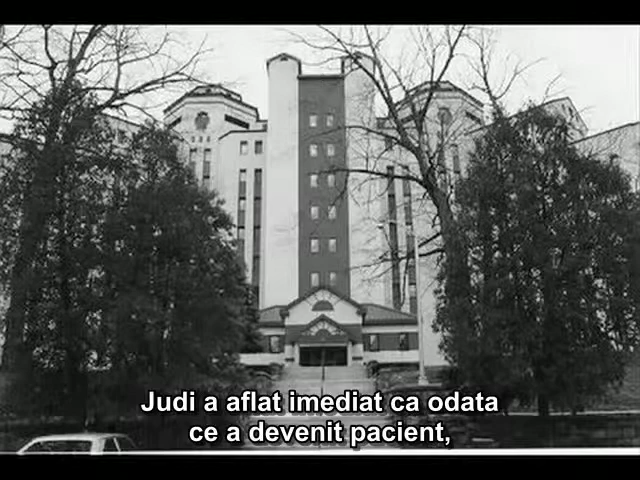 Judi a aflat imediat ca odata
ce a devenit pacient,